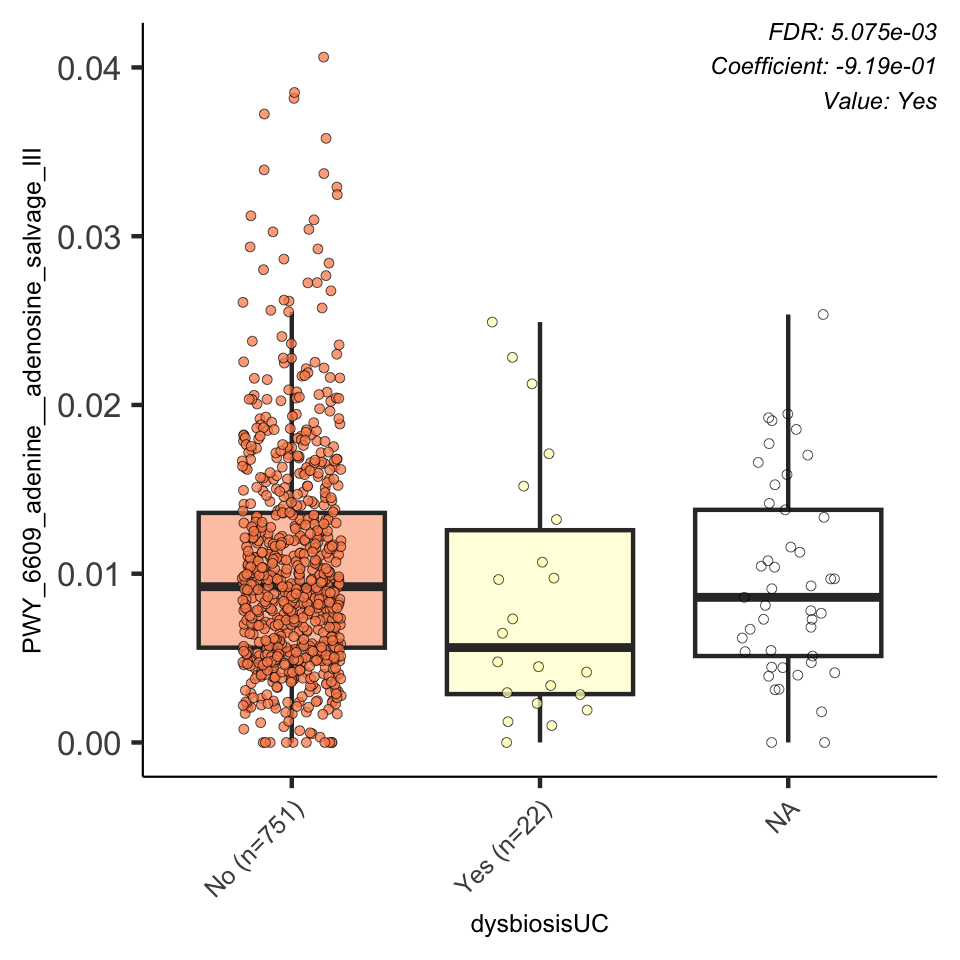 FDR: 5.075e-03
Coefficient: -9.19e-01
Value: Yes
PWY_6609_adenine__adenosine_salvage_III
0.04
0.03
0.02
0.01
0.00
No (n=751)
Yes (n=22)
NA
dysbiosisUC